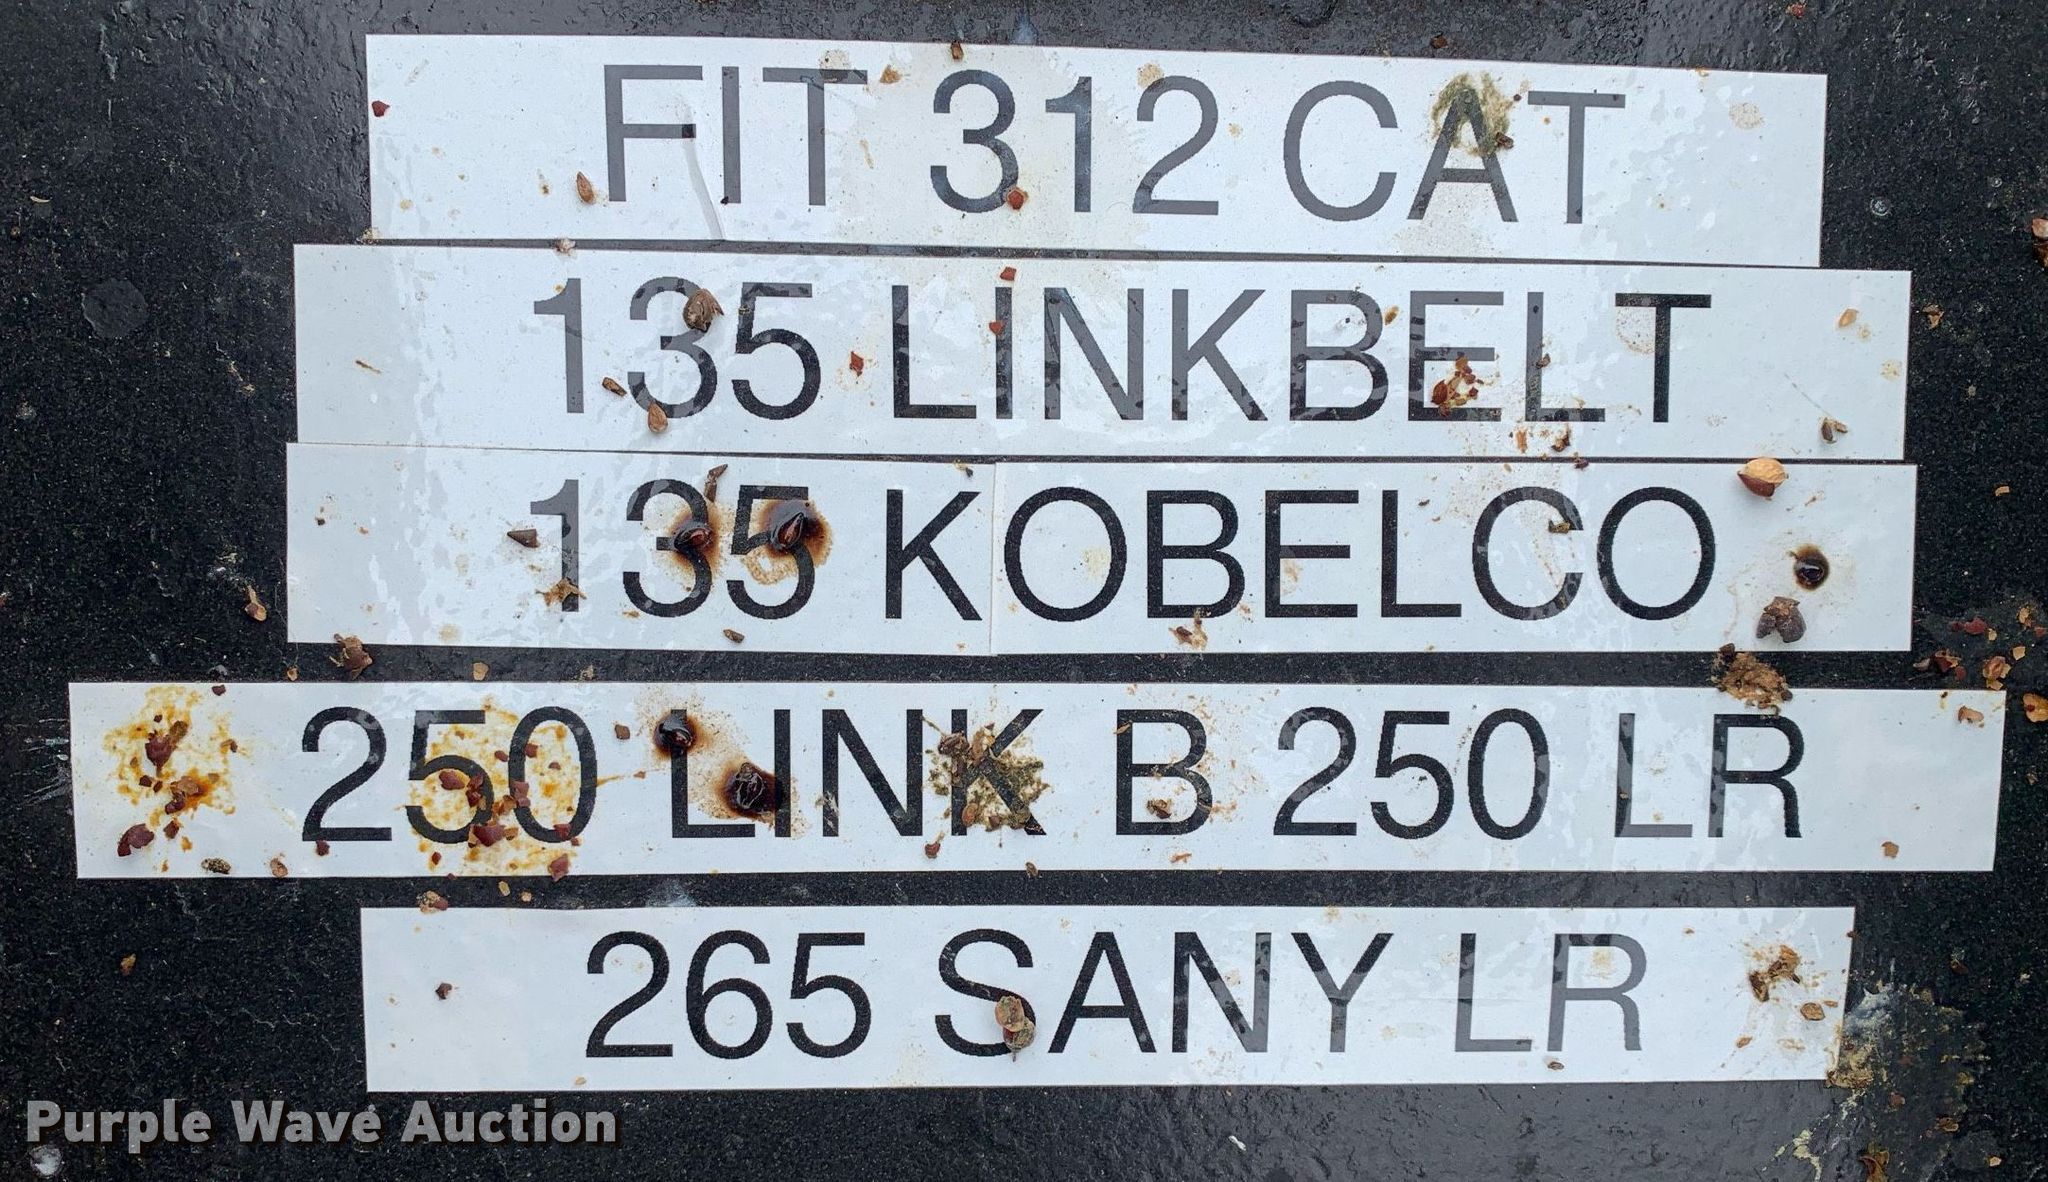 FIT 312 CAT
135 LINKBELT
135 KOBELCO
250 LINK B 250 LR
265 SANY LR
Purple Wave Auction